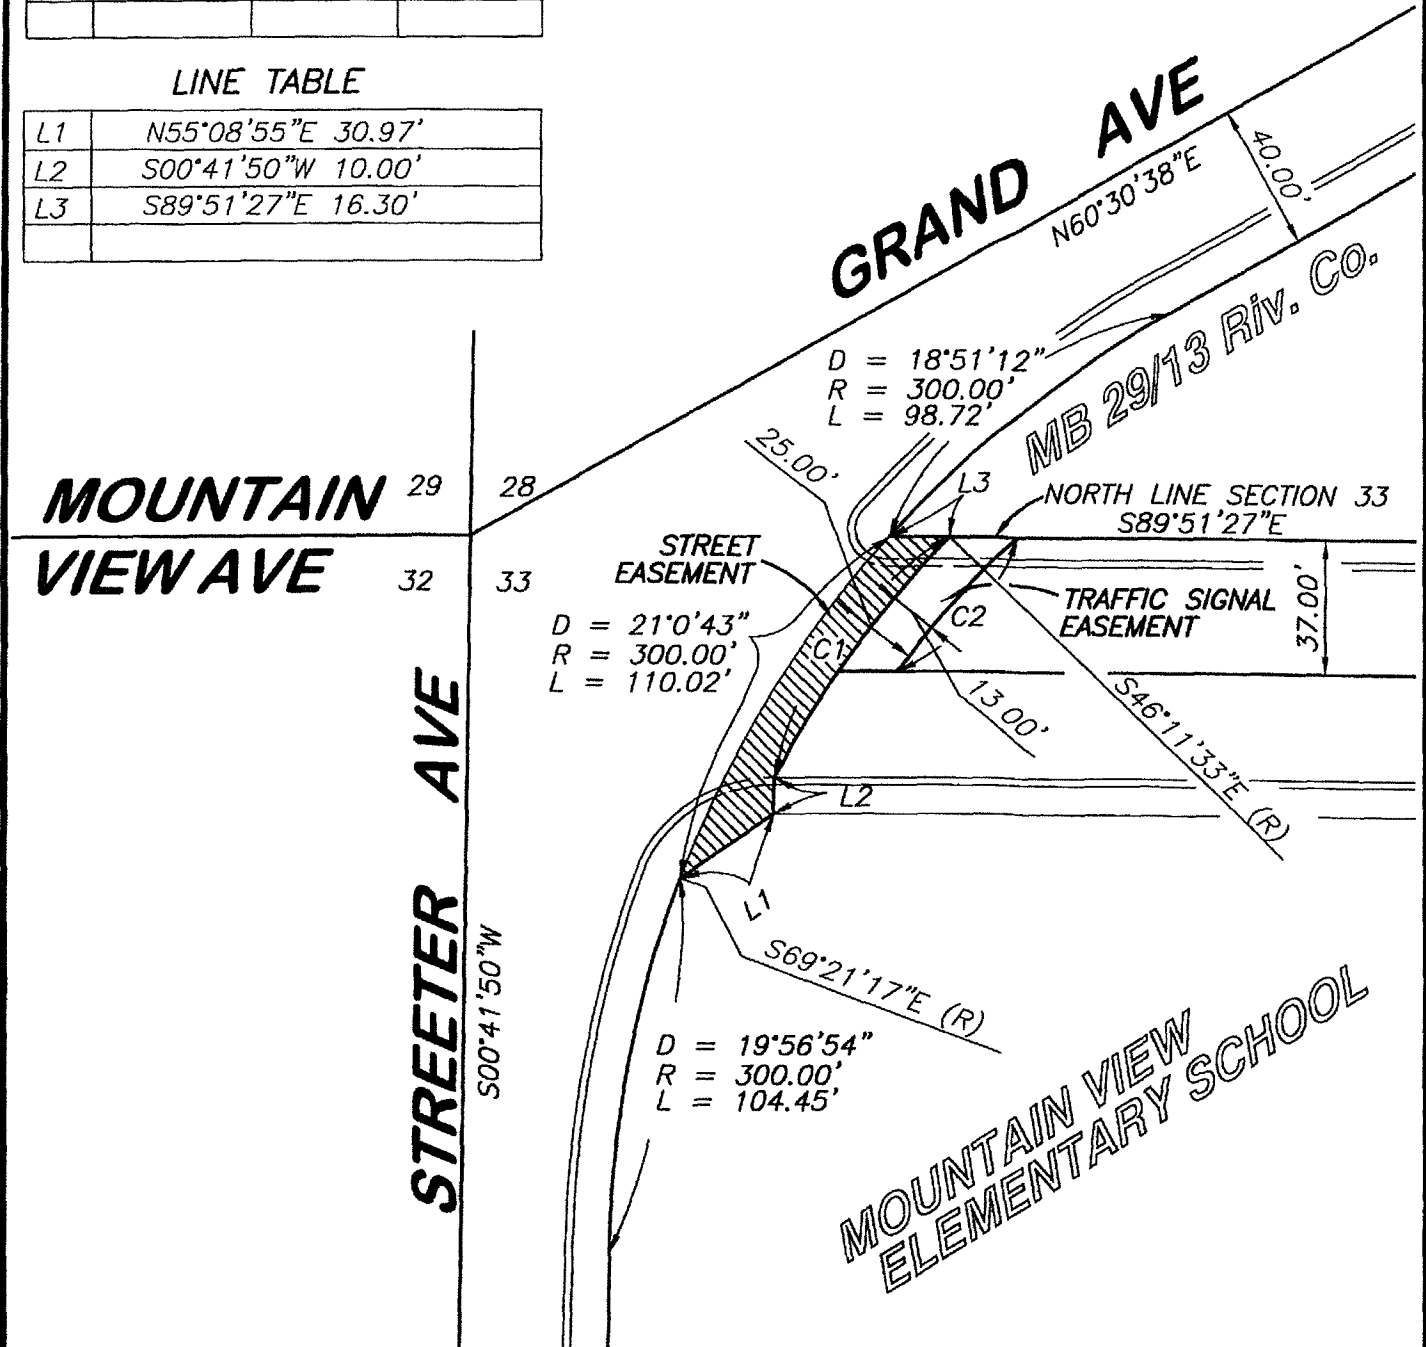 LINE TABLE
L1 N55°08'55"E 30.97'
L2 S00°41'50"W 10.00'
L3 S89°51'27"E 16.30'
GRAND AVE
N60°30'38"E
40.00'
MB 29/13 Riv. Co.
D = 18°51'12"
R = 300.00'
L = 98.72'
25.00'
MOUNTAIN
VIEW AVE
29
28
32
33
L3
NORTH LINE SECTION 33
S89°51'27"E
STREET
EASEMENT
D = 21°0'43"
R = 300.00'
L = 110.02'
C1
C2
TRAFFIC SIGNAL
EASEMENT
37.00'
13.00'
S46°11'33"E (R)
L2
L1
S69°21'17"E (R)
STREETER AVE
S00°41'50"W
D = 19°56'54"
R = 300.00'
L = 104.45'
MOUNTAIN VIEW
ELEMENTARY SCHOOL